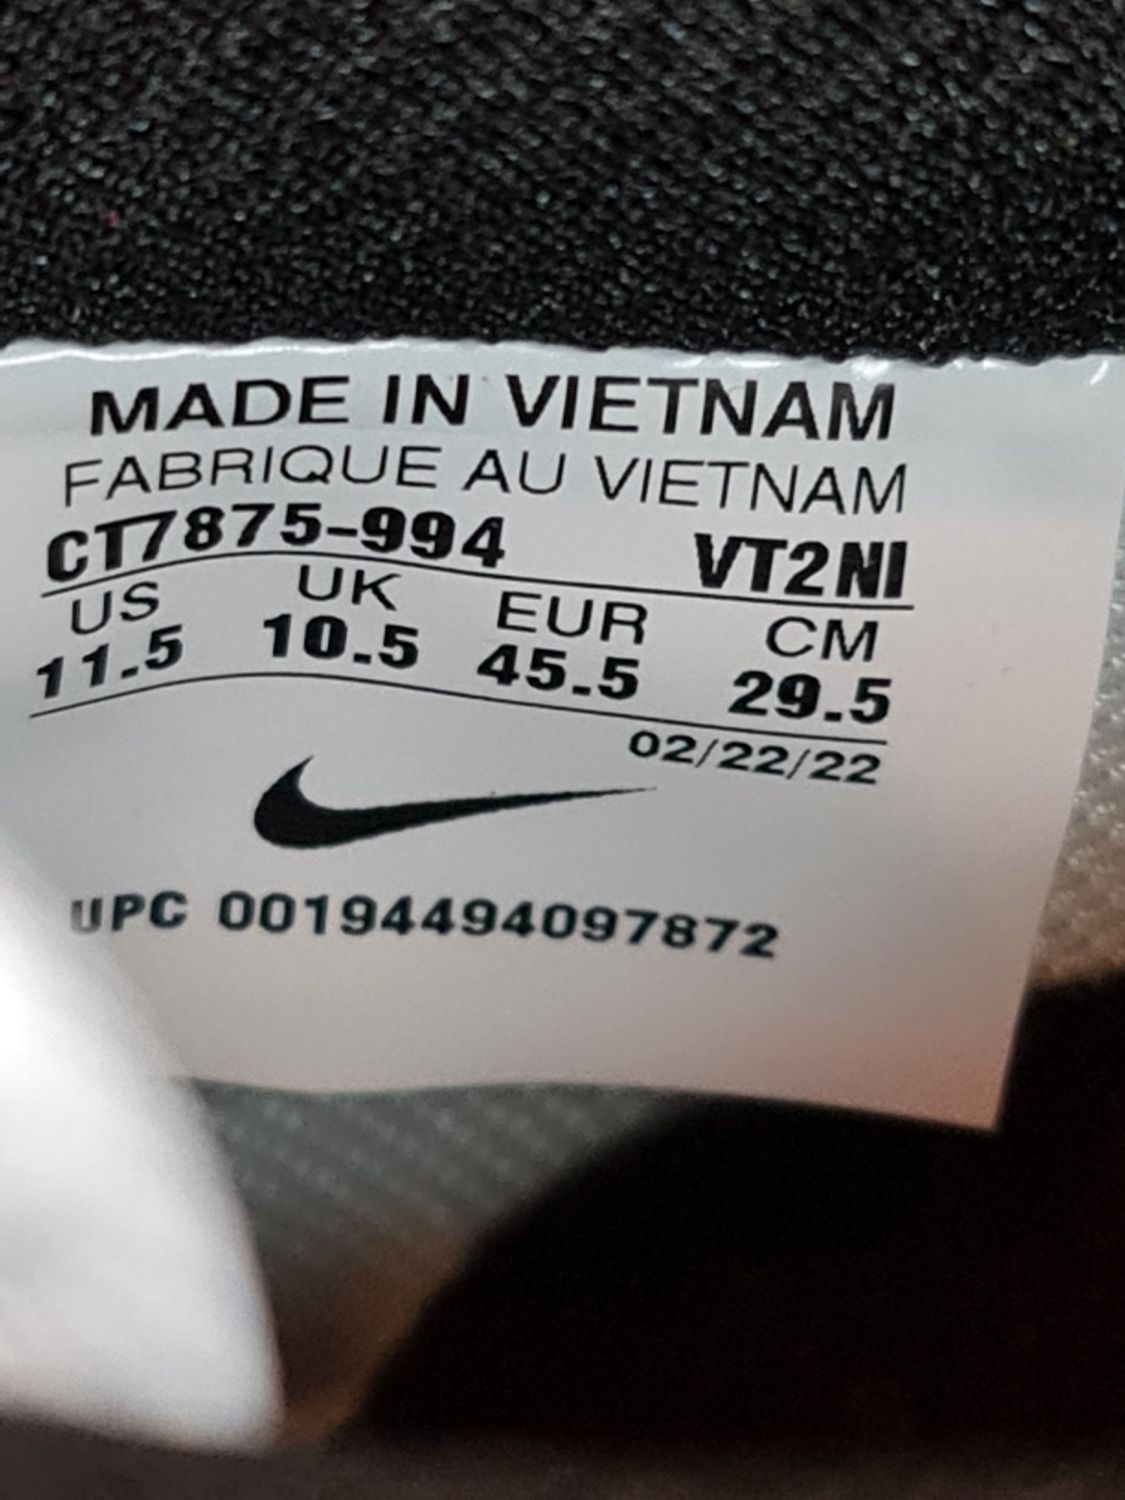 MADE IN VIETNAM
FABRIQUE AU VIETNAM
CT7875-994 VT2NI
US UK EUR CM
11.5 10.5 45.5 29.5
02/22/22
UPC 00194494097872